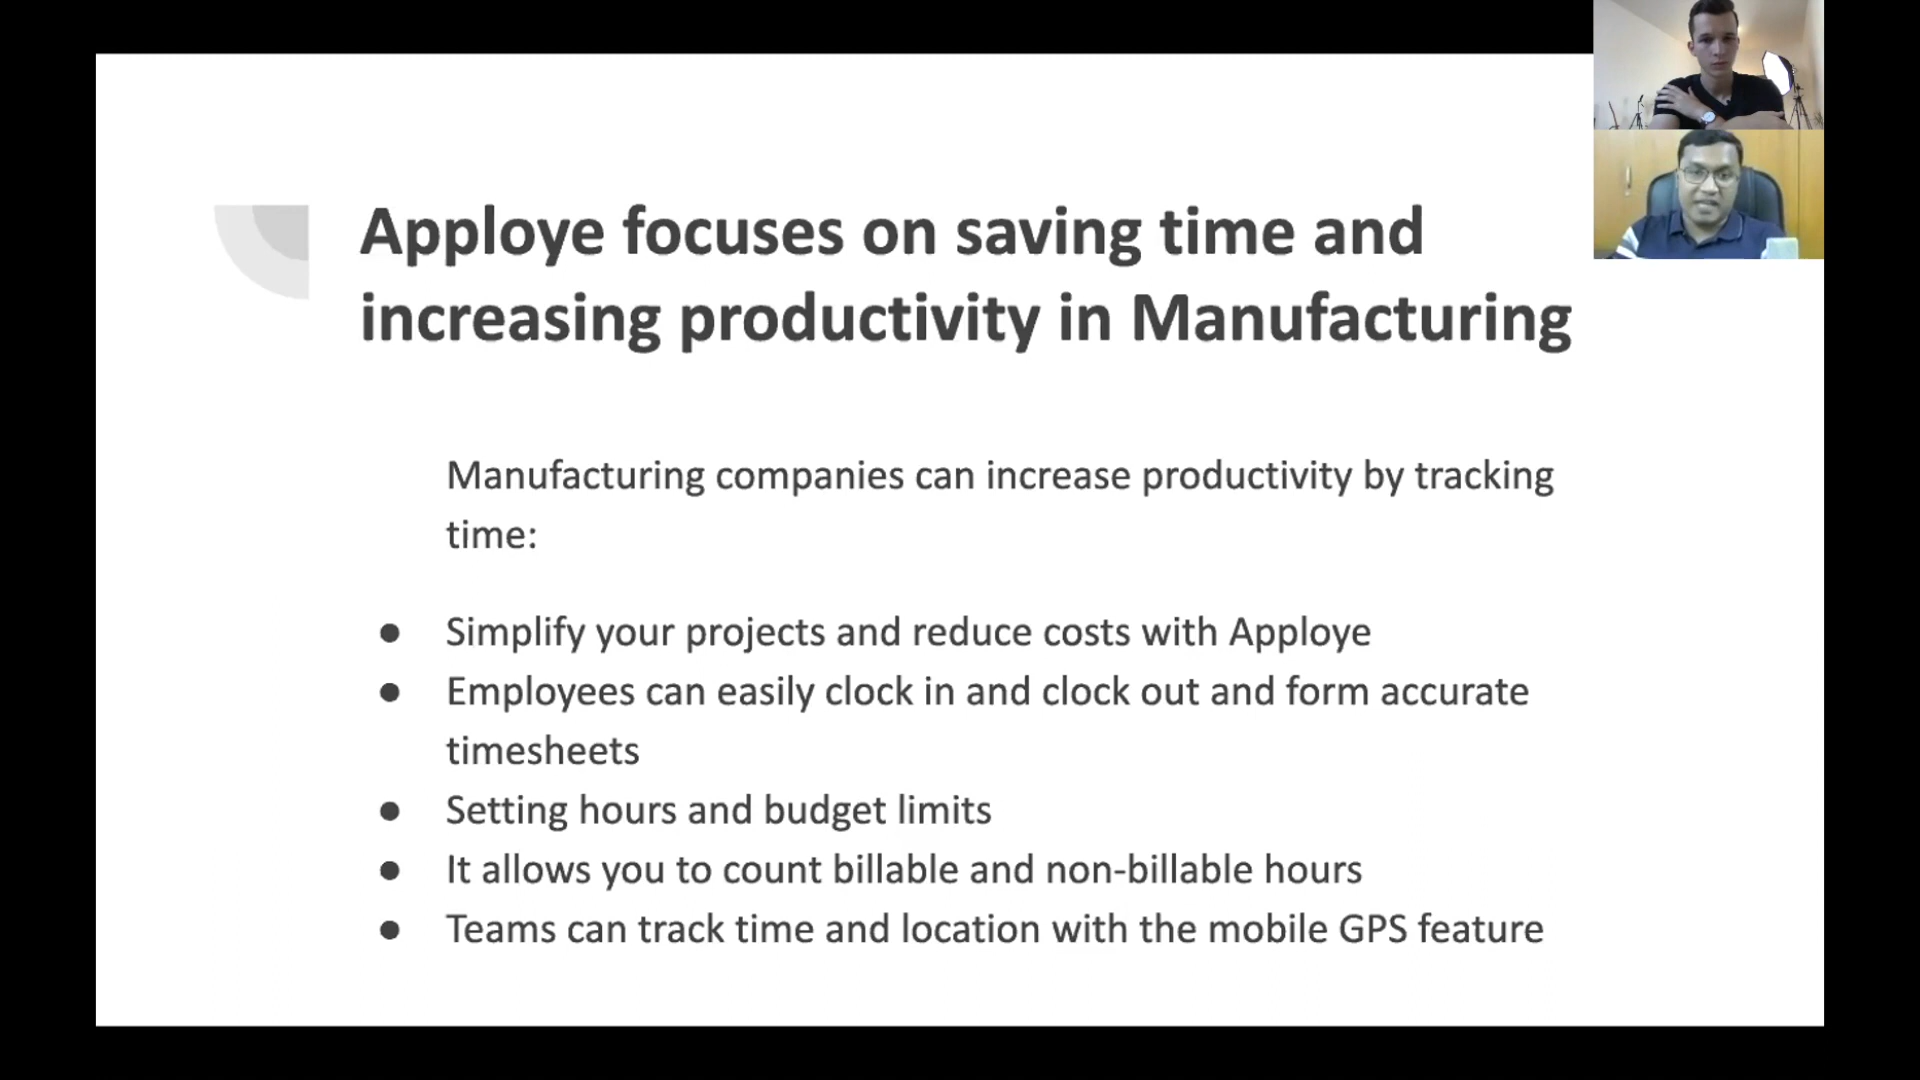 Apploye focuses on saving time and
increasing productivity in Manufacturing
Manufacturing companies can increase productivity by tracking
time:
● Simplify your projects and reduce costs with Apploye
● Employees can easily clock in and clock out and form accurate
timesheets
● Setting hours and budget limits
● It allows you to count billable and non-billable hours
● Teams can track time and location with the mobile GPS feature